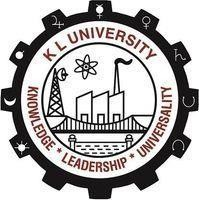 K L UNIVERSITY
KNOWLEDGE * LEADERSHIP * UNIVERSALITY